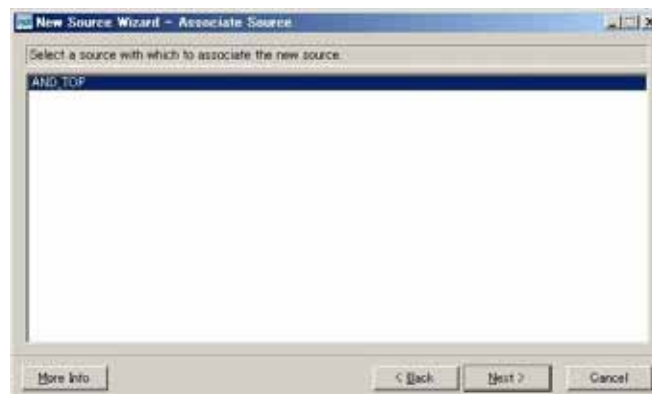 New Source Wizard - Associate Source
Select a source with which to associate the new source.
AND_TOP
More Info
< Back
Next >
Cancel